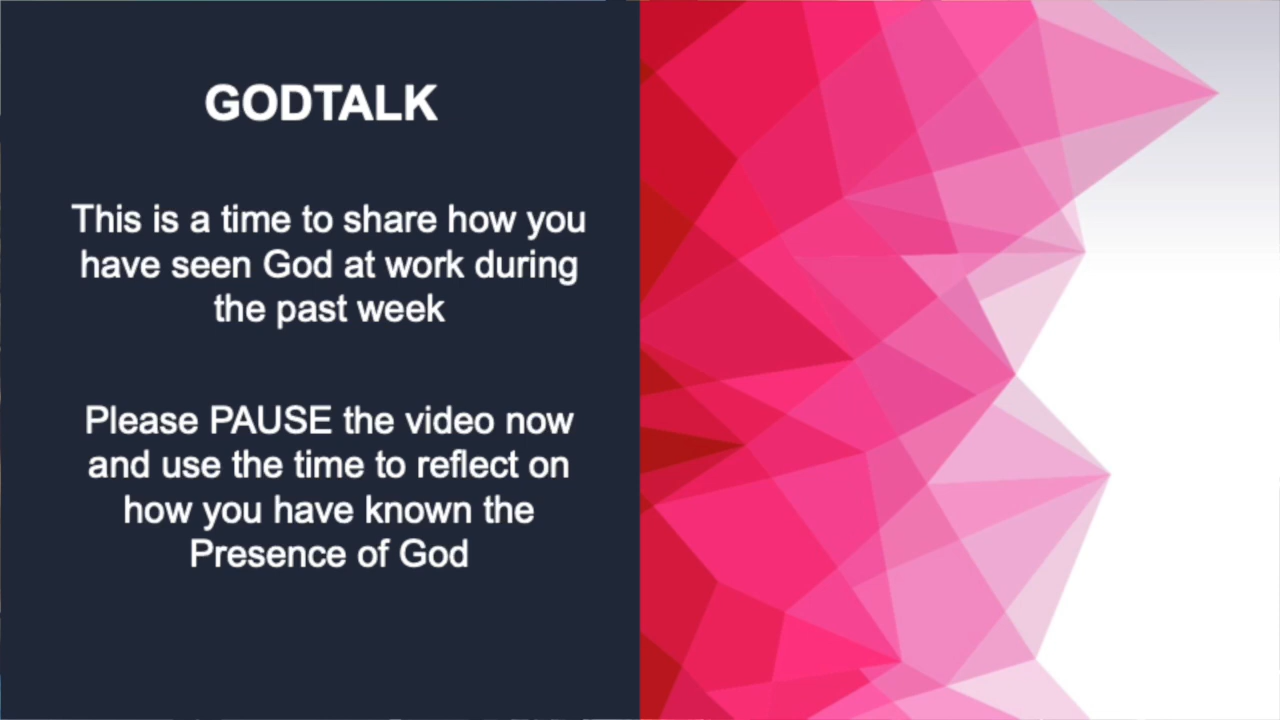 GODTALK
This is a time to share how you
have seen God at work during
the past week
Please PAUSE the video now
and use the time to reflect on
how you have known the
Presence of God